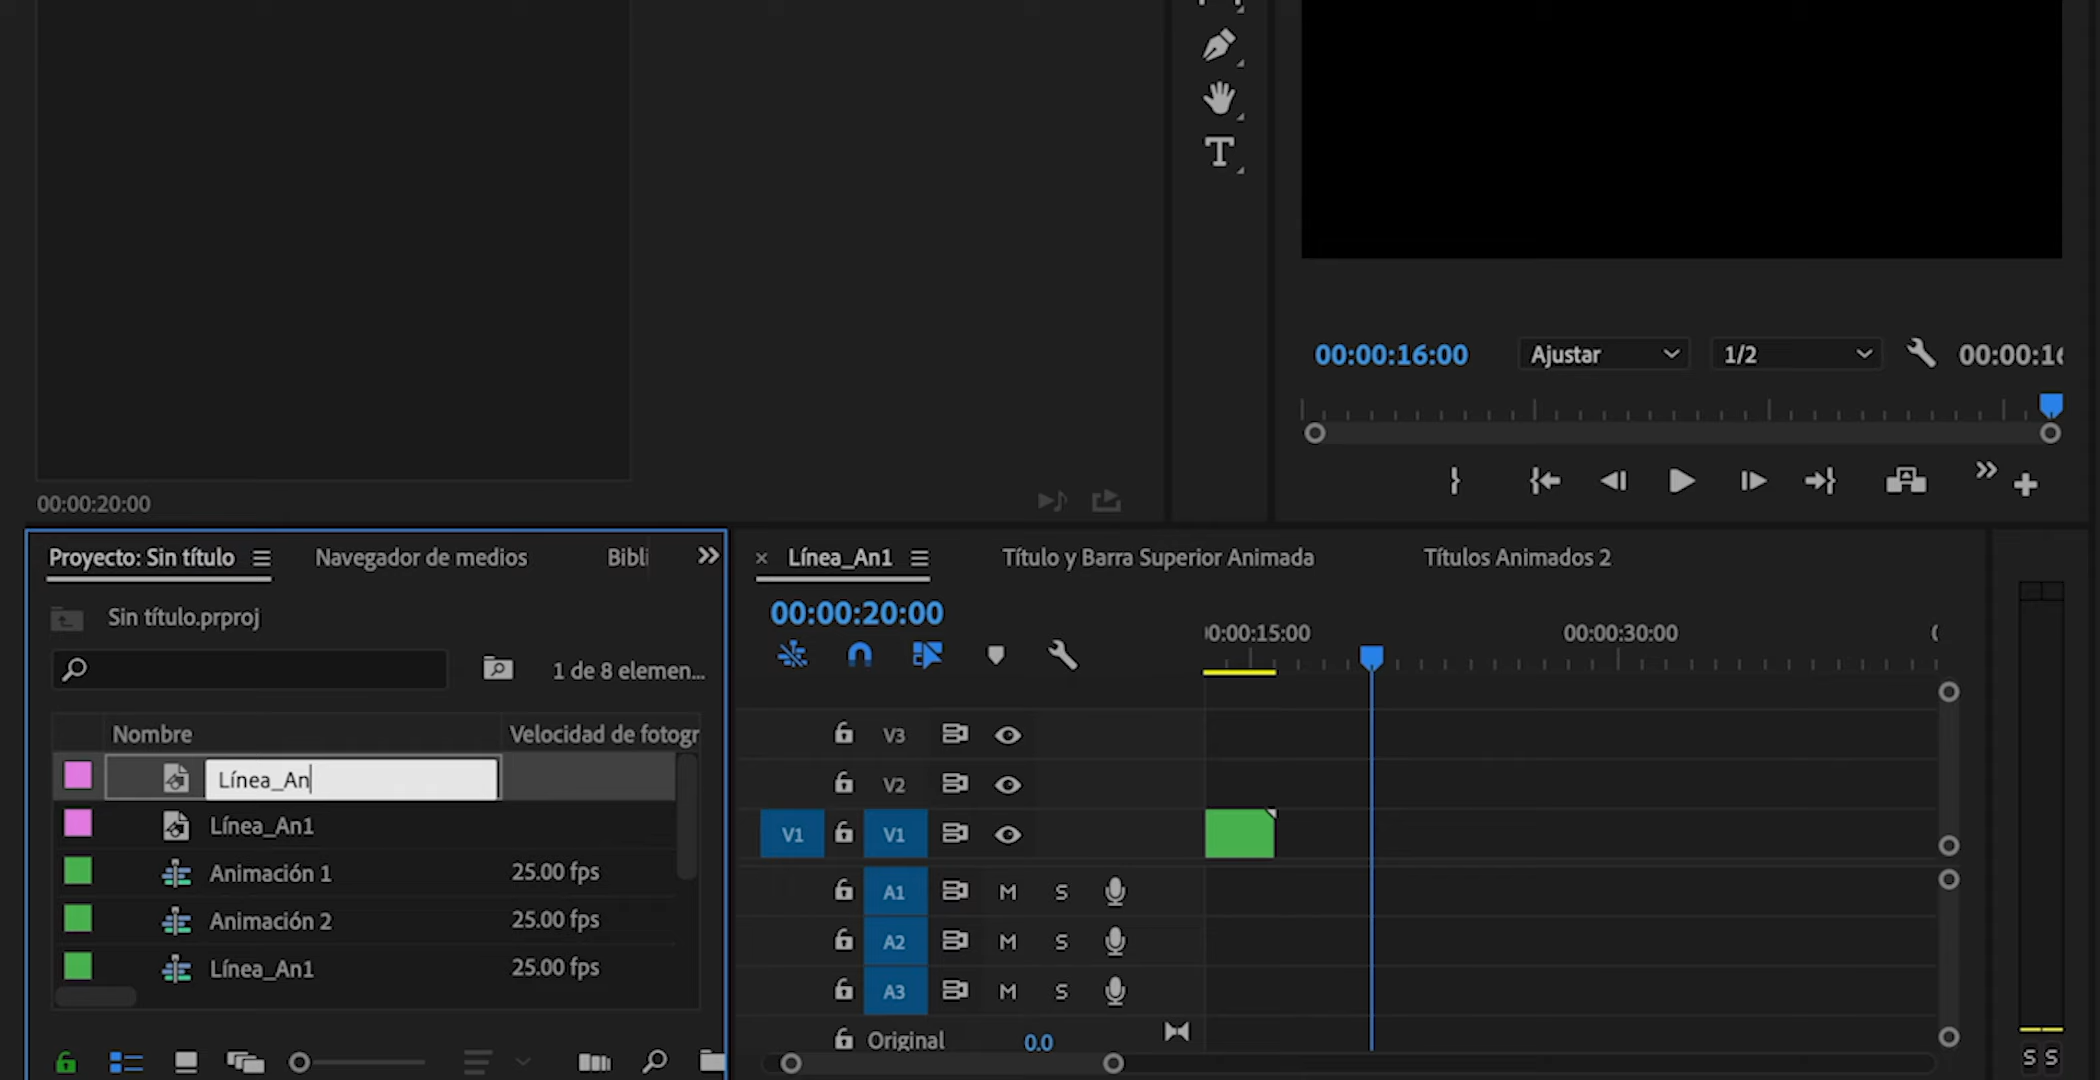 00:00:16:00 Ajustar 1/2 00:00:16
00:00:20:00
Proyecto: Sin título Navegador de medios Bibli
Sin título.prproj
1 de 8 elemen...
Nombre Velocidad de fotogr
Línea_An
Línea_An1
Animación 1 25.00 fps
Animación 2 25.00 fps
Línea_An1 25.00 fps
Línea_An1 Título y Barra Superior Animada Títulos Animados 2
00:00:20:00
0:00:15:00 00:00:30:00
V3
V2
V1 V1
A1 M S
A2 M S
A3 M S
Original 0.0
S S